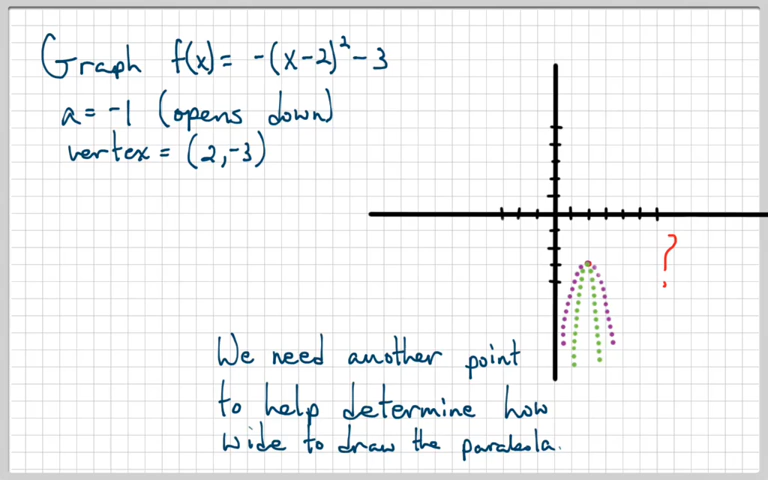 Graph f(x) = -(x-2)² - 3
a = -1 (opens down)
vertex = (2,-3)
?
We need another point
to help determine how
wide to draw the parabola.